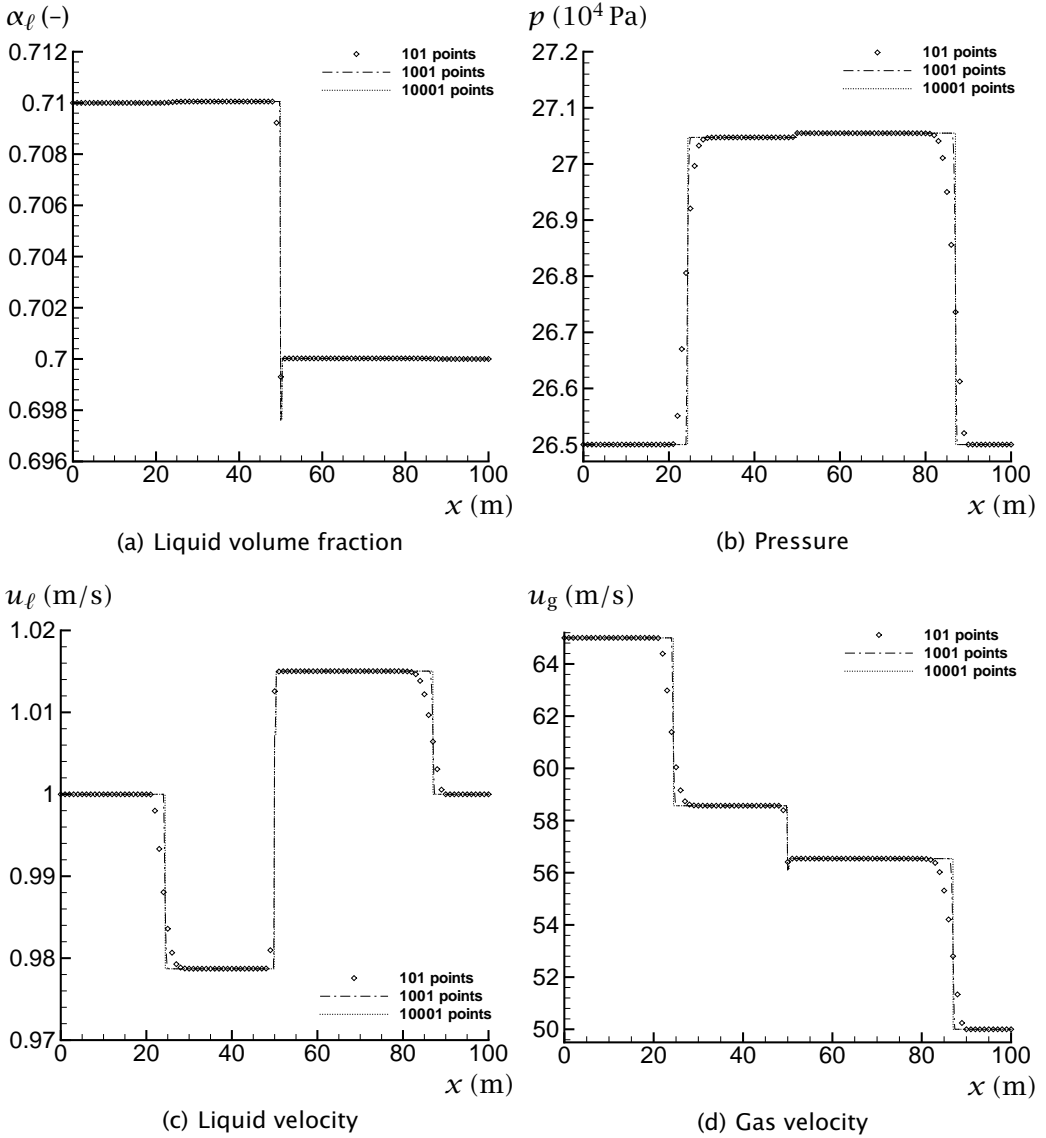 αℓ (–)
0.712
0.71
0.708
0.706
0.704
0.702
0.7
0.698
0.696
0 20 40 60 80 100
x (m)
101 points
1001 points
10001 points
(a) Liquid volume fraction
p (10⁴ Pa)
27.2
27.1
27
26.9
26.8
26.7
26.6
26.5
0 20 40 60 80 100
x (m)
101 points
1001 points
10001 points
(b) Pressure
uℓ (m/s)
1.02
1.01
1
0.99
0.98
0.97
0 20 40 60 80 100
x (m)
101 points
1001 points
10001 points
(c) Liquid velocity
ug (m/s)
64
62
60
58
56
54
52
50
0 20 40 60 80 100
x (m)
101 points
1001 points
10001 points
(d) Gas velocity